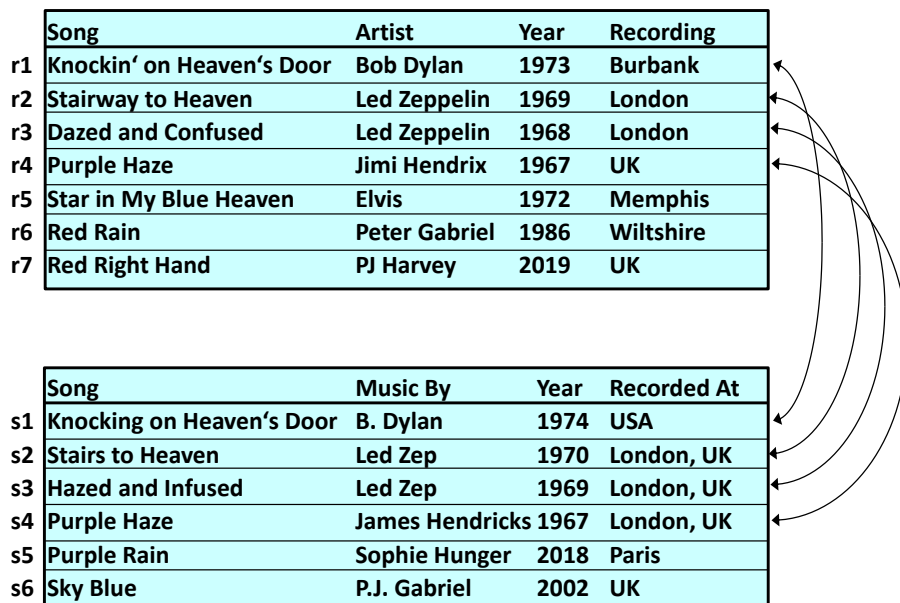 Song Artist Year Recording
r1 Knockin‘ on Heaven‘s Door Bob Dylan 1973 Burbank
r2 Stairway to Heaven Led Zeppelin 1969 London
r3 Dazed and Confused Led Zeppelin 1968 London
r4 Purple Haze Jimi Hendrix 1967 UK
r5 Star in My Blue Heaven Elvis 1972 Memphis
r6 Red Rain Peter Gabriel 1986 Wiltshire
r7 Red Right Hand PJ Harvey 2019 UK
Song Music By Year Recorded At
s1 Knocking on Heaven‘s Door B. Dylan 1974 USA
s2 Stairs to Heaven Led Zep 1970 London, UK
s3 Hazed and Infused Led Zep 1969 London, UK
s4 Purple Haze James Hendricks 1967 London, UK
s5 Purple Rain Sophie Hunger 2018 Paris
s6 Sky Blue P.J. Gabriel 2002 UK